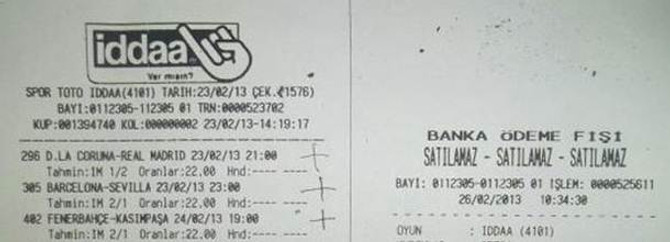 iddaa
Var mısın?
SPOR TOTO IDDAA(4101) TARİH:23/02/13 ÇEK.(1576)
BAYİ:0112305-112305 01 TRN:0000523702
KUP:001394740 KOL:000000002 23/02/13-14:19:17
296 D.LA CORUNA-REAL MADRID 23/02/13 21:00
Tahmin:IM 1/2 Oranlar:22.00 Hnd:---- ----
305 BARCELONA-SEVILLA 23/02/13 23:00
Tahmin:IM 2/1 Oranlar:22.00 Hnd:---- ----
402 FENERBAHÇE-KASIMPAŞA 24/02/13 19:00
Tahmin:IM 2/1 Oranlar:22.00 Hnd:---- ----
BANKA ÖDEME FİŞİ
SATILAMAZ - SATILAMAZ - SATILAMAZ
BAYİ: 0112305-0112305 01 İŞLEM: 0000525611
26/02/2013 10:34:30
OYUN : IDDAA (4101)